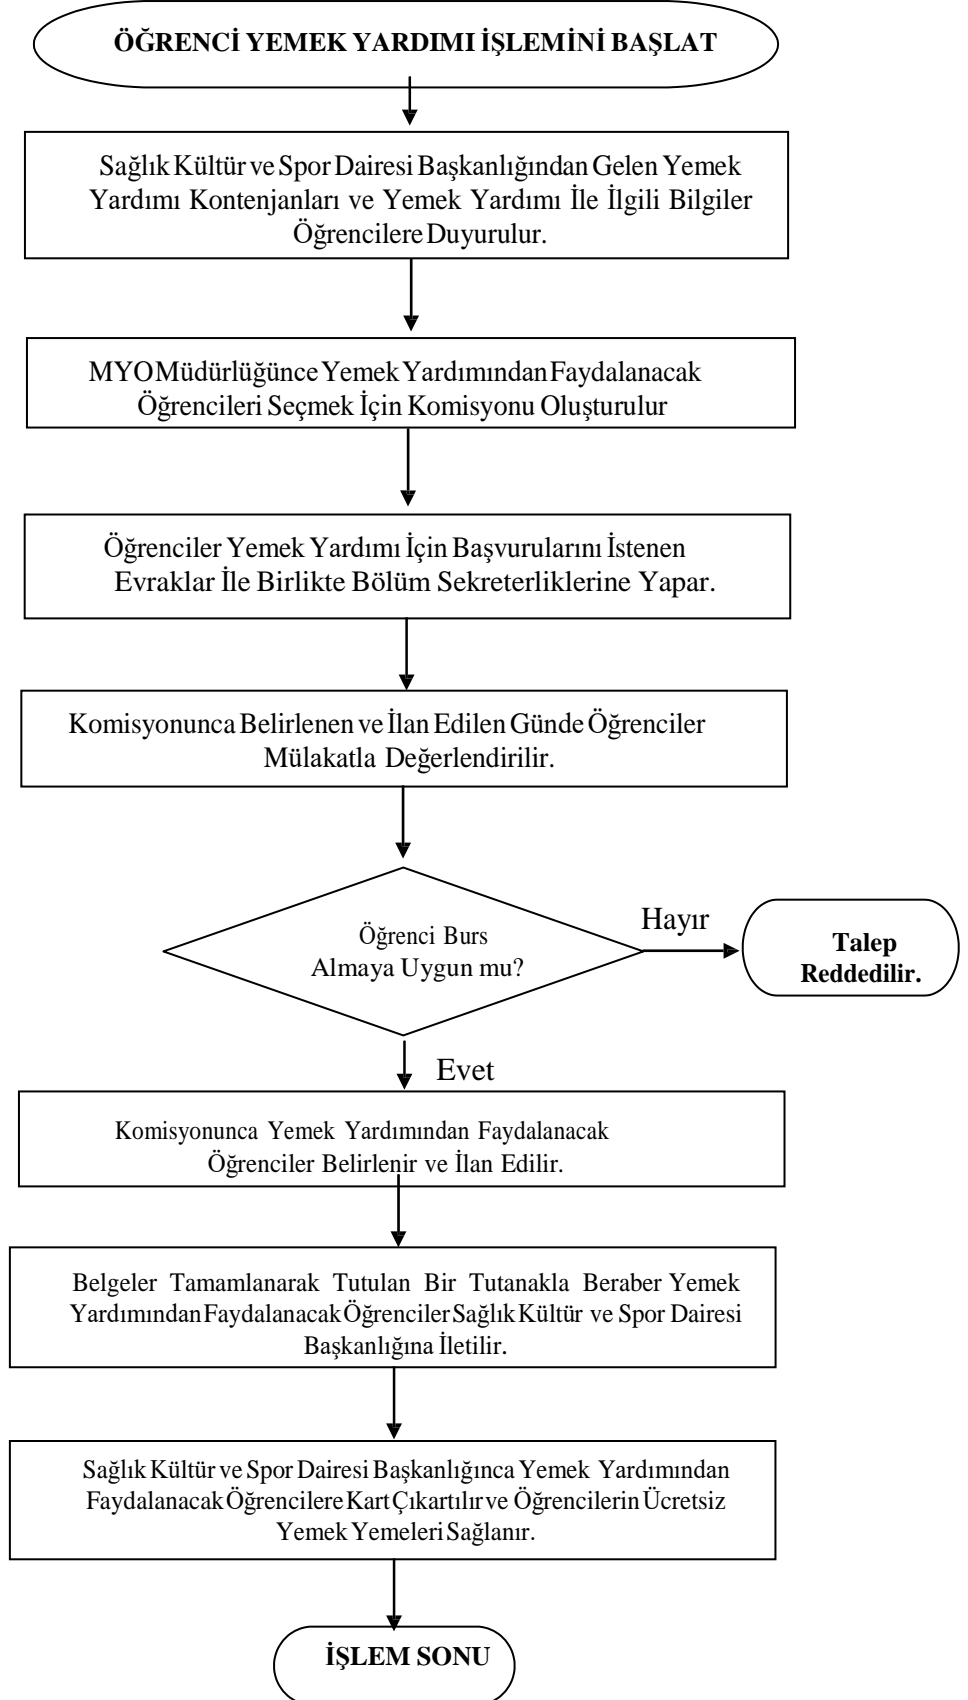 ÖĞRENCİ YEMEK YARDIMI İŞLEMİNİ BAŞLAT
Sağlık Kültür ve Spor Dairesi Başkanlığından Gelen Yemek
Yardımı Kontenjanları ve Yemek Yardımı İle İlgili Bilgiler
Öğrencilere Duyurulur.
MYO Müdürlüğünce Yemek Yardımından Faydalanacak
Öğrencileri Seçmek İçin Komisyonu Oluşturulur
Öğrenciler Yemek Yardımı İçin Başvurularını İstenen
Evraklar İle Birlikte Bölüm Sekreterliklerine Yapar.
Komisyonunca Belirlenen ve İlan Edilen Günde Öğrenciler
Mülakatla Değerlendirilir.
Öğrenci Burs
Almaya Uygun mu?
Hayır
Talep
Reddedilir.
Evet
Komisyonunca Yemek Yardımından Faydalanacak
Öğrenciler Belirlenir ve İlan Edilir.
Belgeler Tamamlanarak Tutulan Bir Tutanakla Beraber Yemek
Yardımından Faydalanacak Öğrenciler Sağlık Kültür ve Spor Dairesi
Başkanlığına İletilir.
Sağlık Kültür ve Spor Dairesi Başkanlığınca Yemek Yardımından
Faydalanacak Öğrencilere Kart Çıkartılır ve Öğrencilerin Ücretsiz
Yemek Yemeleri Sağlanır.
İŞLEM SONU